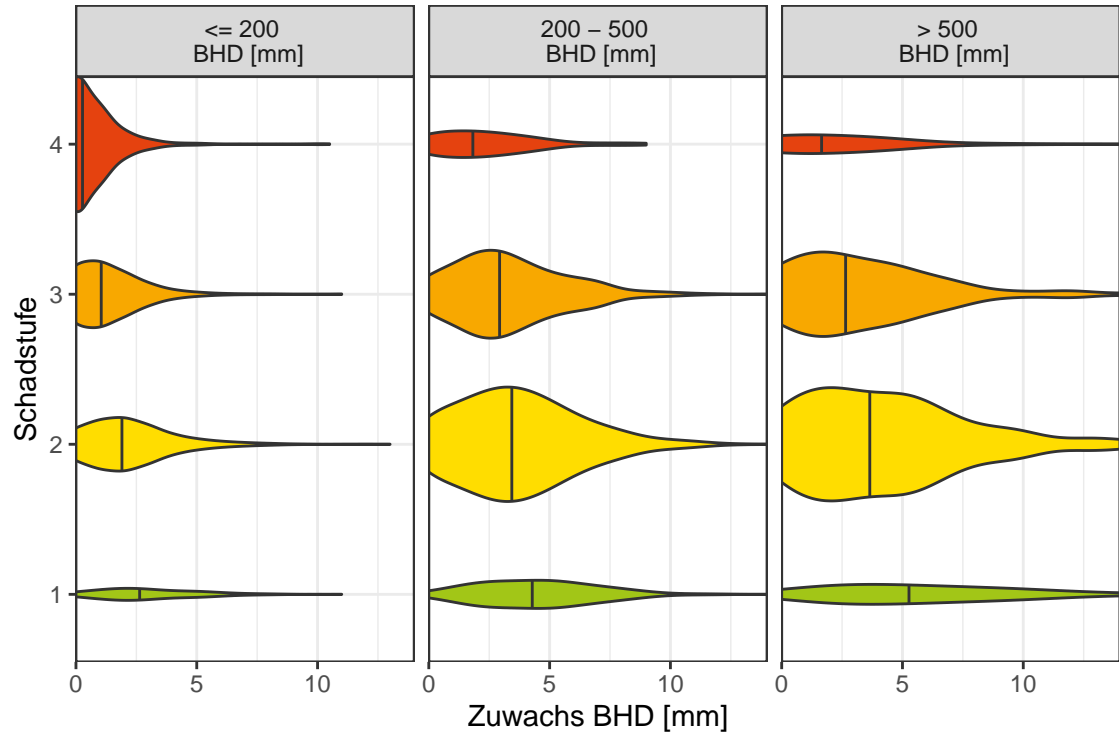 <= 200
BHD [mm]
200 – 500
BHD [mm]
> 500
BHD [mm]
Schadstufe
4
3
2
1
0 5 10
0 5 10
0 5 10
Zuwachs BHD [mm]